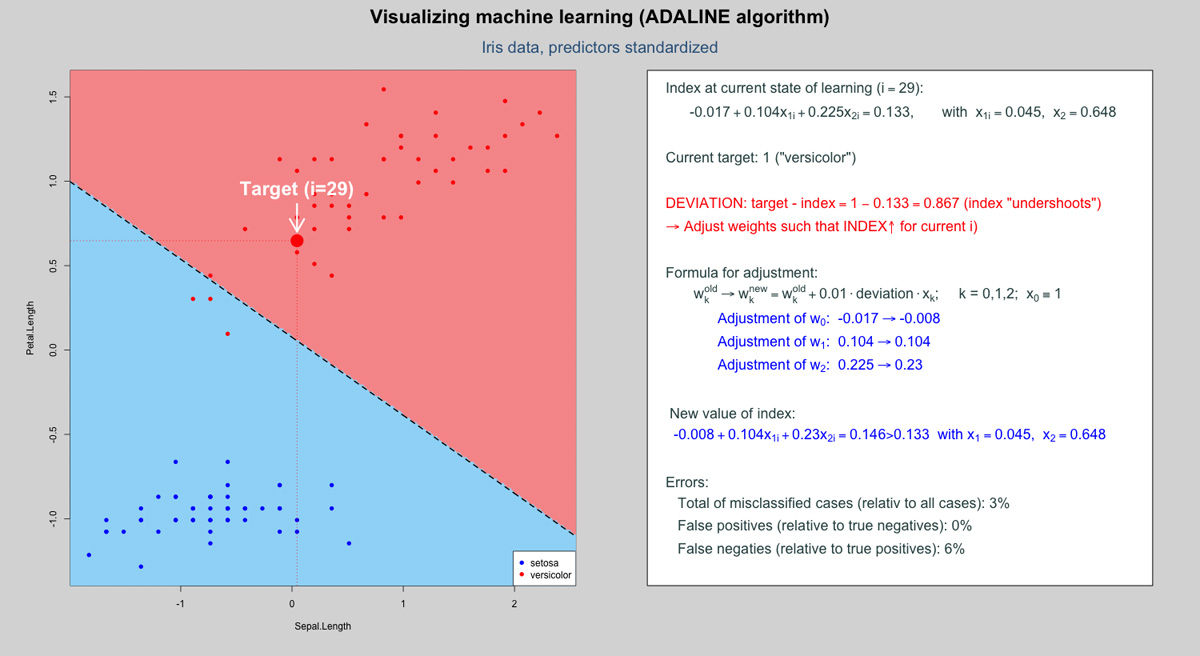 Visualizing machine learning (ADALINE algorithm)
Iris data, predictors standardized
Petal.Length
1.5
1.0
0.5
0.0
-0.5
-1.0
Target (i=29)
setosa
versicolor
-1
0
1
2
Sepal.Length
Index at current state of learning (i = 29):
-0.017 + 0.104x₁ᵢ + 0.225x₂ᵢ = 0.133, with x₁ᵢ = 0.045, x₂ = 0.648
Current target: 1 ("versicolor")
DEVIATION: target - index = 1 − 0.133 = 0.867 (index "undershoots")
→ Adjust weights such that INDEX↑ for current i)
Formula for adjustment:
wₖᵒˡᵈ → wₖⁿᵉʷ = wₖᵒˡᵈ + 0.01 · deviation · xₖ; k = 0,1,2; x₀ ≡ 1
Adjustment of w₀: -0.017 → -0.008
Adjustment of w₁: 0.104 → 0.104
Adjustment of w₂: 0.225 → 0.23
New value of index:
-0.008 + 0.104x₁ᵢ + 0.23x₂ᵢ = 0.146>0.133 with x₁ = 0.045, x₂ = 0.648
Errors:
Total of misclassified cases (relativ to all cases): 3%
False positives (relative to true negatives): 0%
False negaties (relative to true positives): 6%